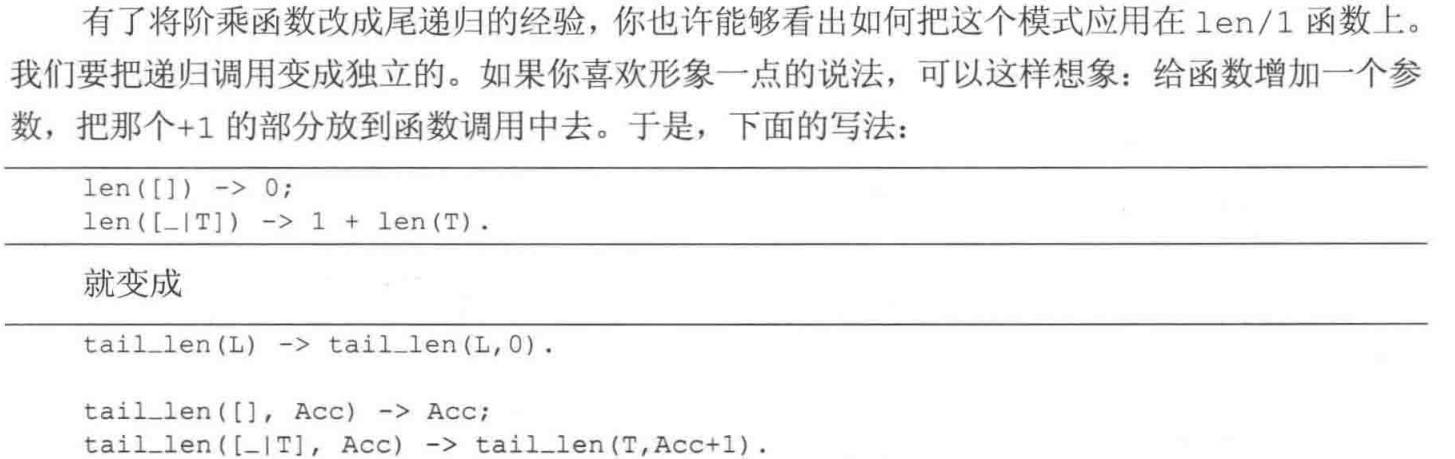 有了将阶乘函数改成尾递归的经验，你也许能够看出如何把这个模式应用在 len/1 函数上。
我们要把递归调用变成独立的。如果你喜欢形象一点的说法，可以这样想象：给函数增加一个参
数，把那个+1 的部分放到函数调用中去。于是，下面的写法：
len([]) -> 0;
len([_|T]) -> 1 + len(T).
就变成
tail_len(L) -> tail_len(L,0).
tail_len([], Acc) -> Acc;
tail_len([_|T], Acc) -> tail_len(T,Acc+1).